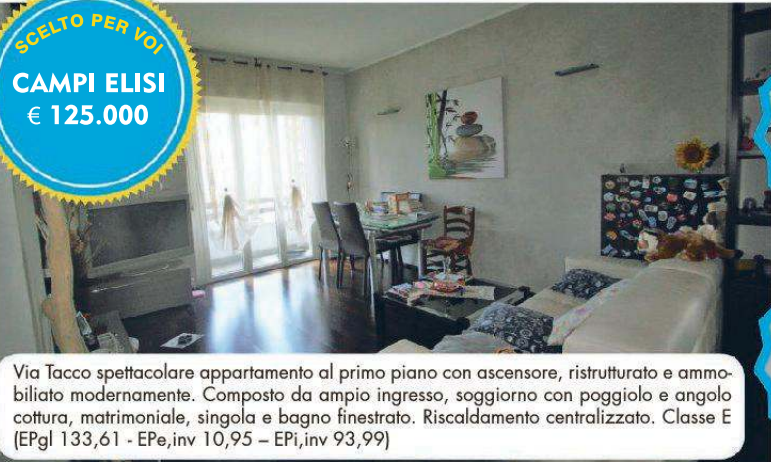 SCELTO PER VOI
CAMPI ELISI
€ 125.000
Via Tacco spettacolare appartamento al primo piano con ascensore, ristrutturato e ammo-
biliato modernamente. Composto da ampio ingresso, soggiorno con poggiolo e angolo
cottura, matrimoniale, singola e bagno finestrato. Riscaldamento centralizzato. Classe E
(EPgl 133,61 - EPe,inv 10,95 – EPi,inv 93,99)